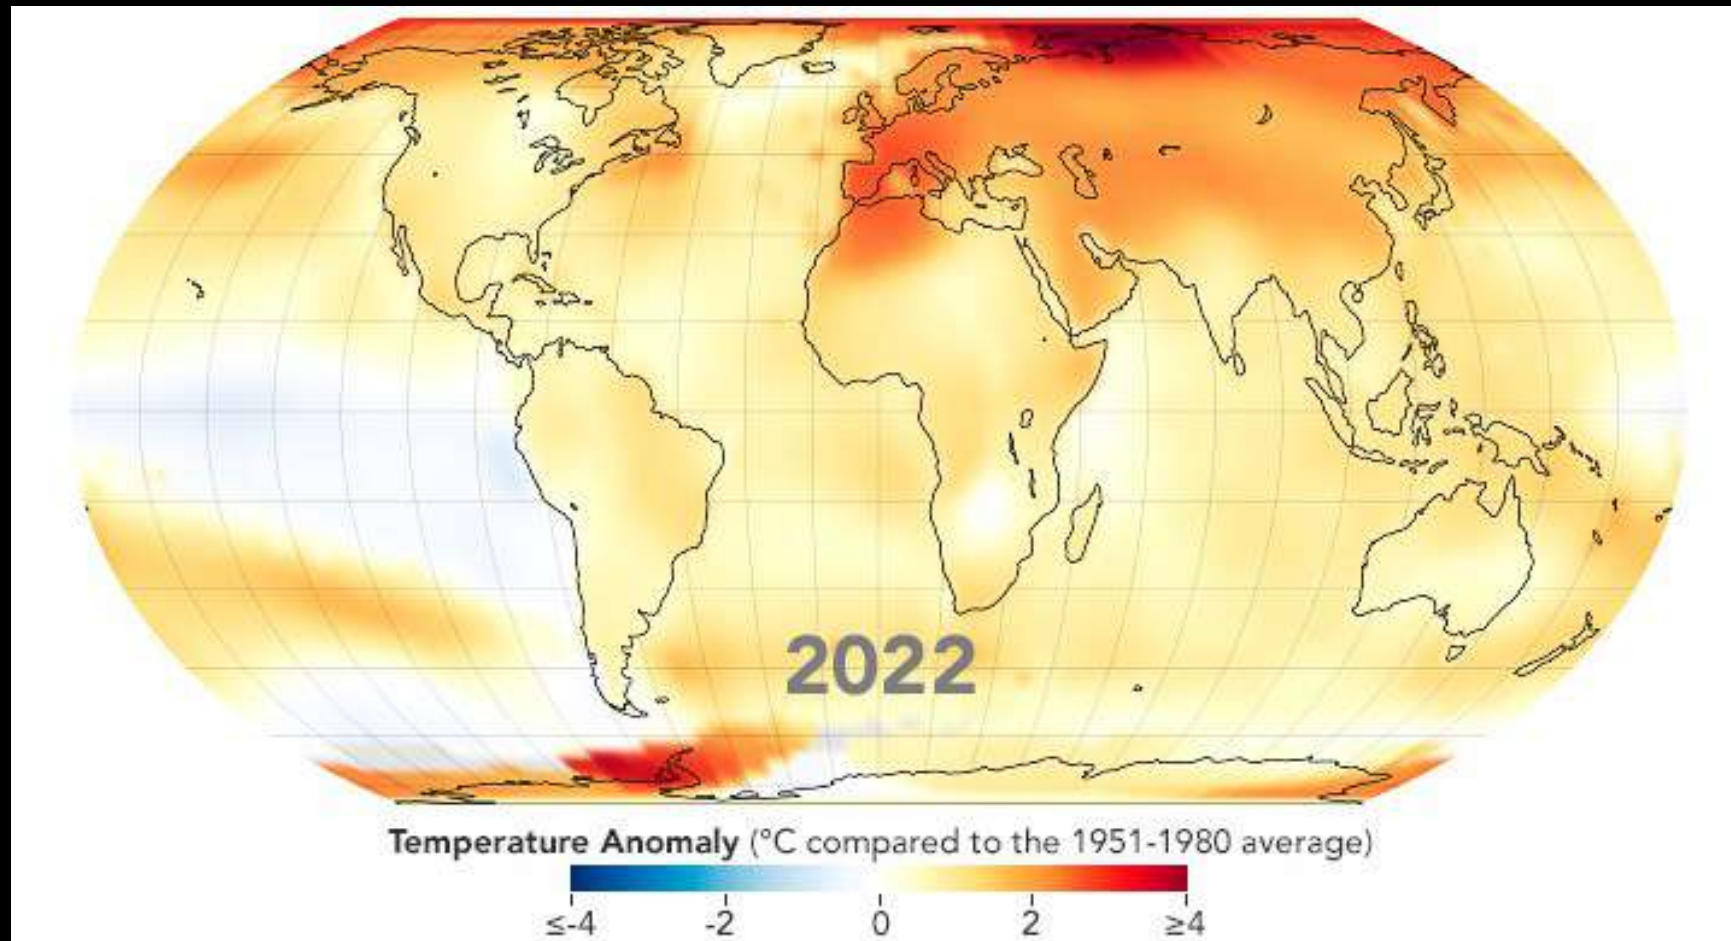 2022
Temperature Anomaly (°C compared to the 1951-1980 average)
≤-4 -2 0 2 ≥4